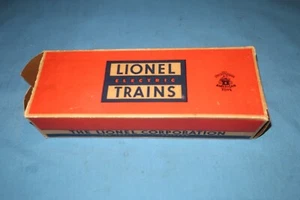 LIONEL
ELECTRIC
TRAINS
THE LIONEL CORPORATION